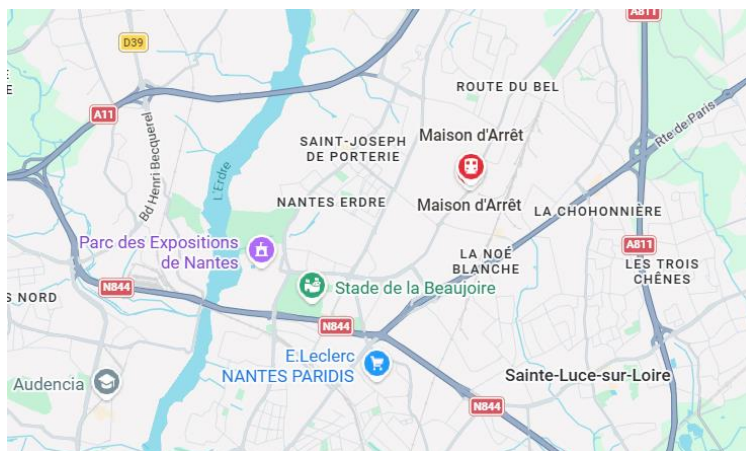 A811
D39
ROUTE DU BEL
A11
Bd Henri Becquerel
L'Erdre
SAINT-JOSEPH
DE PORTERIE
Maison d'Arrêt
Rte de Paris
NANTES ERDRE
Maison d'Arrêt
LA CHOHONNIÈRE
Parc des Expositions
de Nantes
LA NOÉ
BLANCHE
A811
LES TROIS
CHÊNES
N844
S NORD
Stade de la Beaujoire
N844
E.Leclerc
NANTES PARIDIS
Audencia
Sainte-Luce-sur-Loire
N844